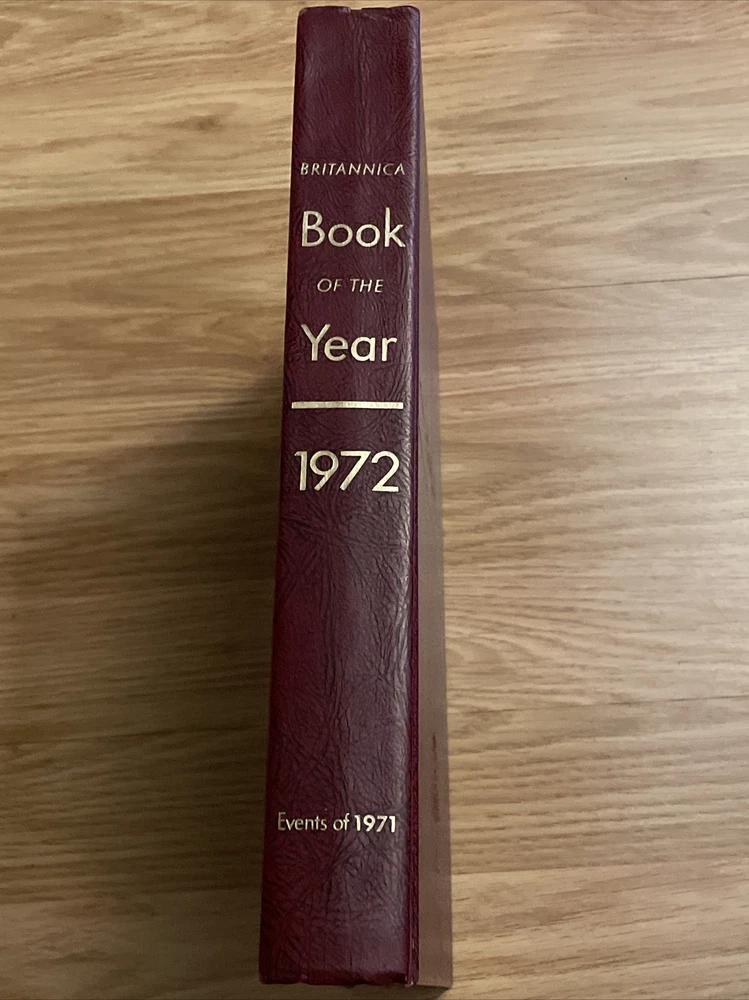 BRITANNICA
Book
OF THE
Year
1972
Events of 1971